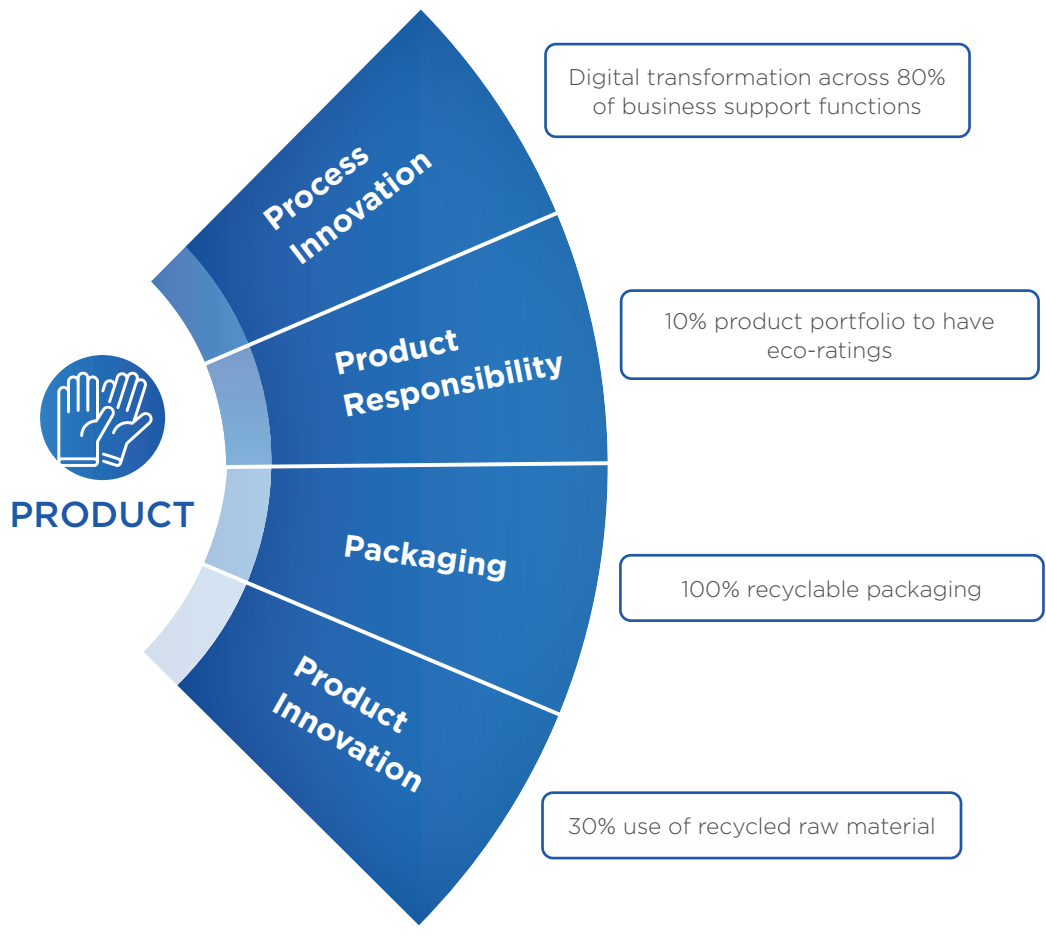 Process
Innovation
Digital transformation across 80%
of business support functions
Product
Responsibility
10% product portfolio to have
eco-ratings
PRODUCT
Packaging
100% recyclable packaging
Product
Innovation
30% use of recycled raw material